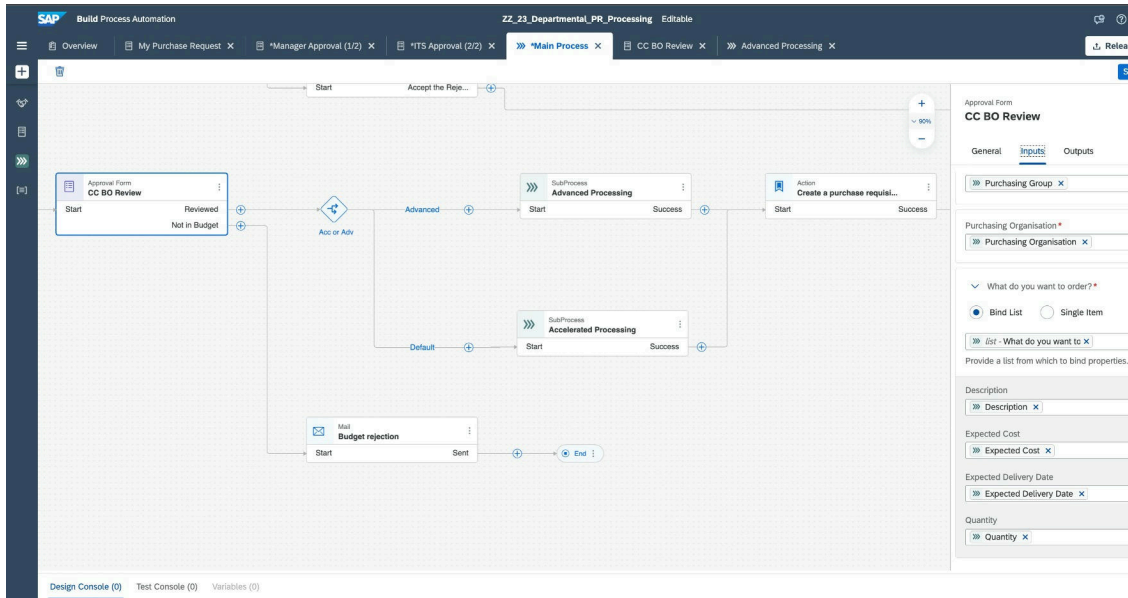 SAP Build Process Automation
ZZ_23_Departmental_PR_Processing Editable
Overview
My Purchase Request
*Manager Approval (1/2)
*ITS Approval (2/2)
*Main Process
CC BO Review
Advanced Processing
Relea
S
Start Accept the Reje...
90%
Approval Form
CC BO Review
Start Reviewed
Not in Budget
Acc or Adv
Advanced
Default
SubProcess
Advanced Processing
Start Success
SubProcess
Accelerated Processing
Start Success
Action
Create a purchase requisi...
Start Success
Mail
Budget rejection
Start Sent
End
Approval Form
CC BO Review
General Inputs Outputs
Purchasing Group
Purchasing Organisation*
Purchasing Organisation
What do you want to order?*
Bind List Single Item
list - What do you want tc
Provide a list from which to bind properties.
Description
Description
Expected Cost
Expected Cost
Expected Delivery Date
Expected Delivery Date
Quantity
Quantity
Design Console (0) Test Console (0) Variables (0)